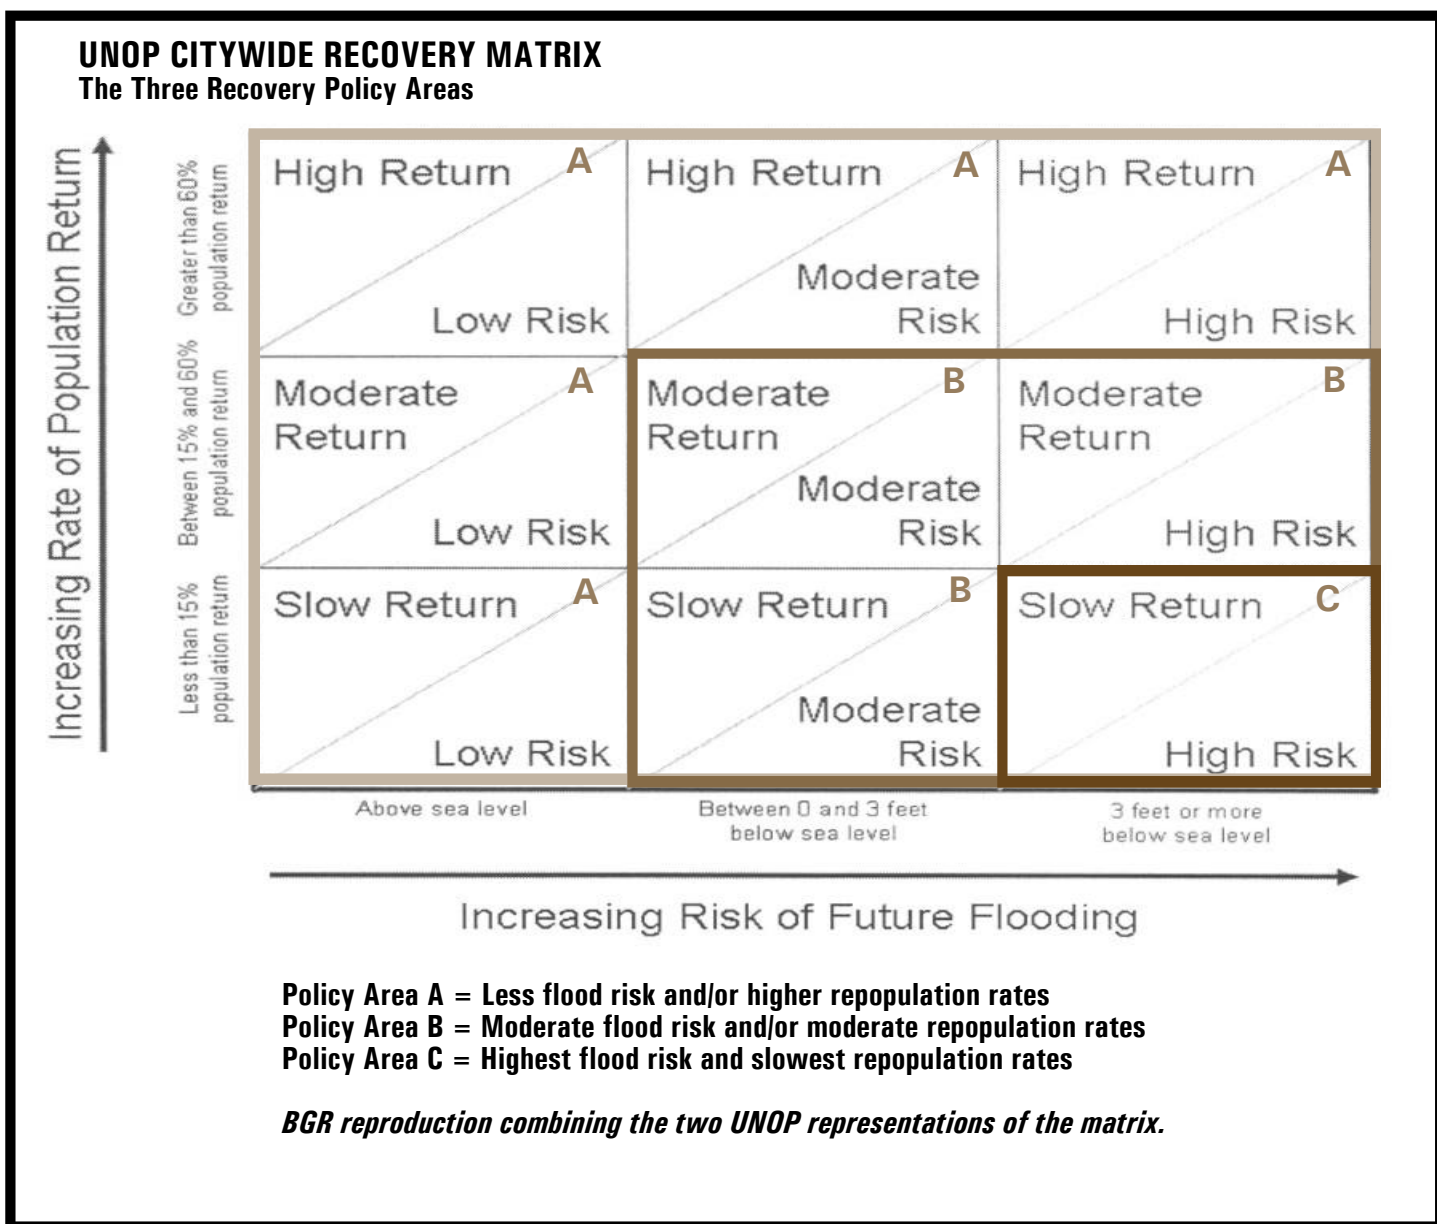 UNOP CITYWIDE RECOVERY MATRIX
The Three Recovery Policy Areas
Increasing Rate of Population Return
Greater than 60%
population return
High Return
A
Low Risk
High Return
A
Moderate
Risk
High Return
A
High Risk
Between 15% and 60%
population return
Moderate
Return
A
Low Risk
Moderate
Return
B
Moderate
Risk
Moderate
Return
B
High Risk
Less than 15%
population return
Slow Return
A
Low Risk
Slow Return
B
Moderate
Risk
Slow Return
C
High Risk
Above sea level
Between 0 and 3 feet
below sea level
3 feet or more
below sea level
Increasing Risk of Future Flooding
Policy Area A = Less flood risk and/or higher repopulation rates
Policy Area B = Moderate flood risk and/or moderate repopulation rates
Policy Area C = Highest flood risk and slowest repopulation rates
BGR reproduction combining the two UNOP representations of the matrix.